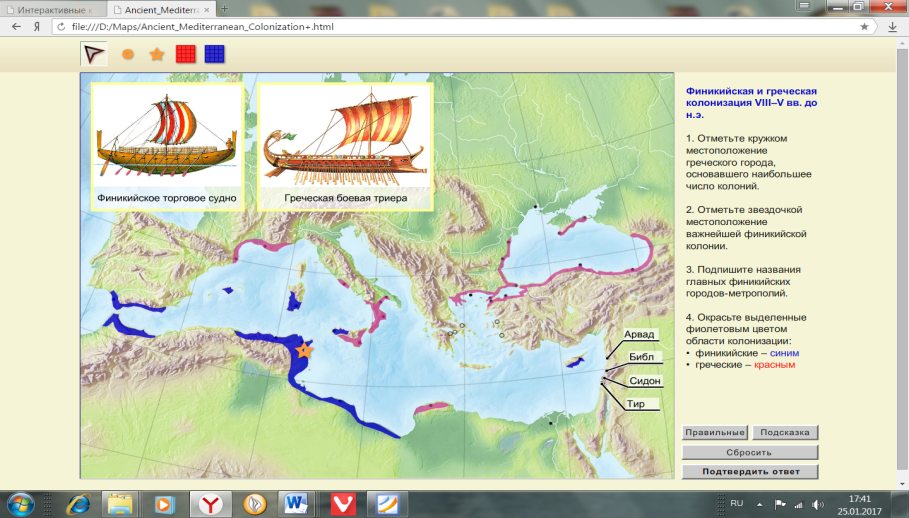 Интерактивные к
Ancient_Mediterra
file:///D:/Maps/Ancient_Mediterranean_Colonization+.html
Финикийское торговое судно
Греческая боевая триера
Арвад
Библ
Сидон
Тир
Финикийская и греческая
колонизация VIII–V вв. до
н.э.
1. Отметьте кружком
местоположение
греческого города,
основавшего наибольшее
число колоний.
2. Отметьте звездочкой
местоположение
важнейшей финикийской
колонии.
3. Подпишите названия
главных финикийских
городов-метрополий.
4. Окрасьте выделенные
фиолетовым цветом
области колонизации:
• финикийские – синим
• греческие – красным
Правильные
Подсказка
Сбросить
Подтвердить ответ
RU
17:41
25.01.2017